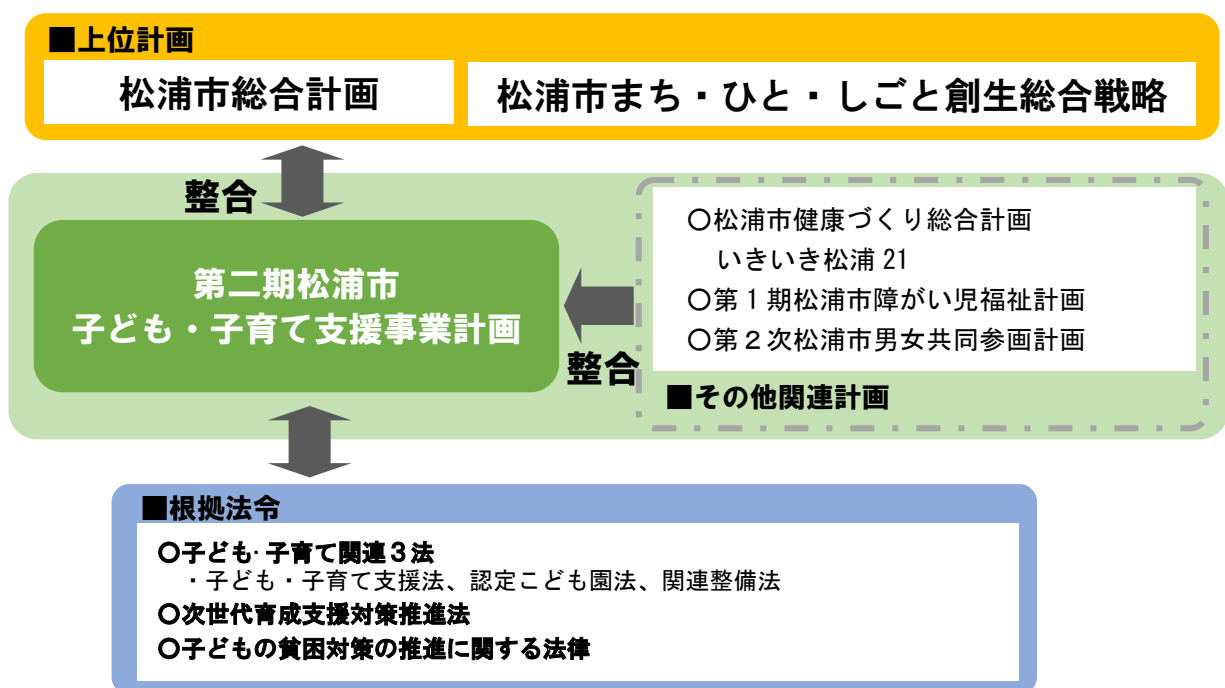 ■上位計画
松浦市総合計画
松浦市まち・ひと・しごと創生総合戦略
整合
第二期松浦市
子ども・子育て支援事業計画
整合
〇松浦市健康づくり総合計画
いきいき松浦 21
〇第１期松浦市障がい児福祉計画
〇第２次松浦市男女共同参画計画
■その他関連計画
■根拠法令
〇子ども・子育て関連３法
・子ども・子育て支援法、認定こども園法、関連整備法
〇次世代育成支援対策推進法
〇子どもの貧困対策の推進に関する法律